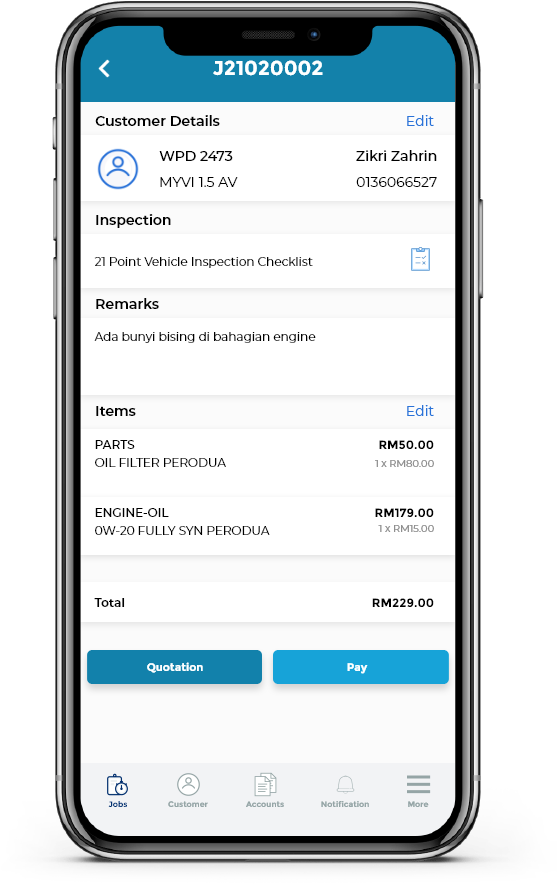 J21020002
Customer Details Edit
WPD 2473 Zikri Zahrin
MYVI 1.5 AV 0136066527
Inspection
21 Point Vehicle Inspection Checklist
Remarks
Ada bunyi bising di bahagian engine
Items Edit
PARTS RM50.00
OIL FILTER PERODUA 1 x RM80.00
ENGINE-OIL RM179.00
0W-20 FULLY SYN PERODUA 1 x RM15.00
Total RM229.00
Quotation Pay
Jobs Customer Accounts Notification More